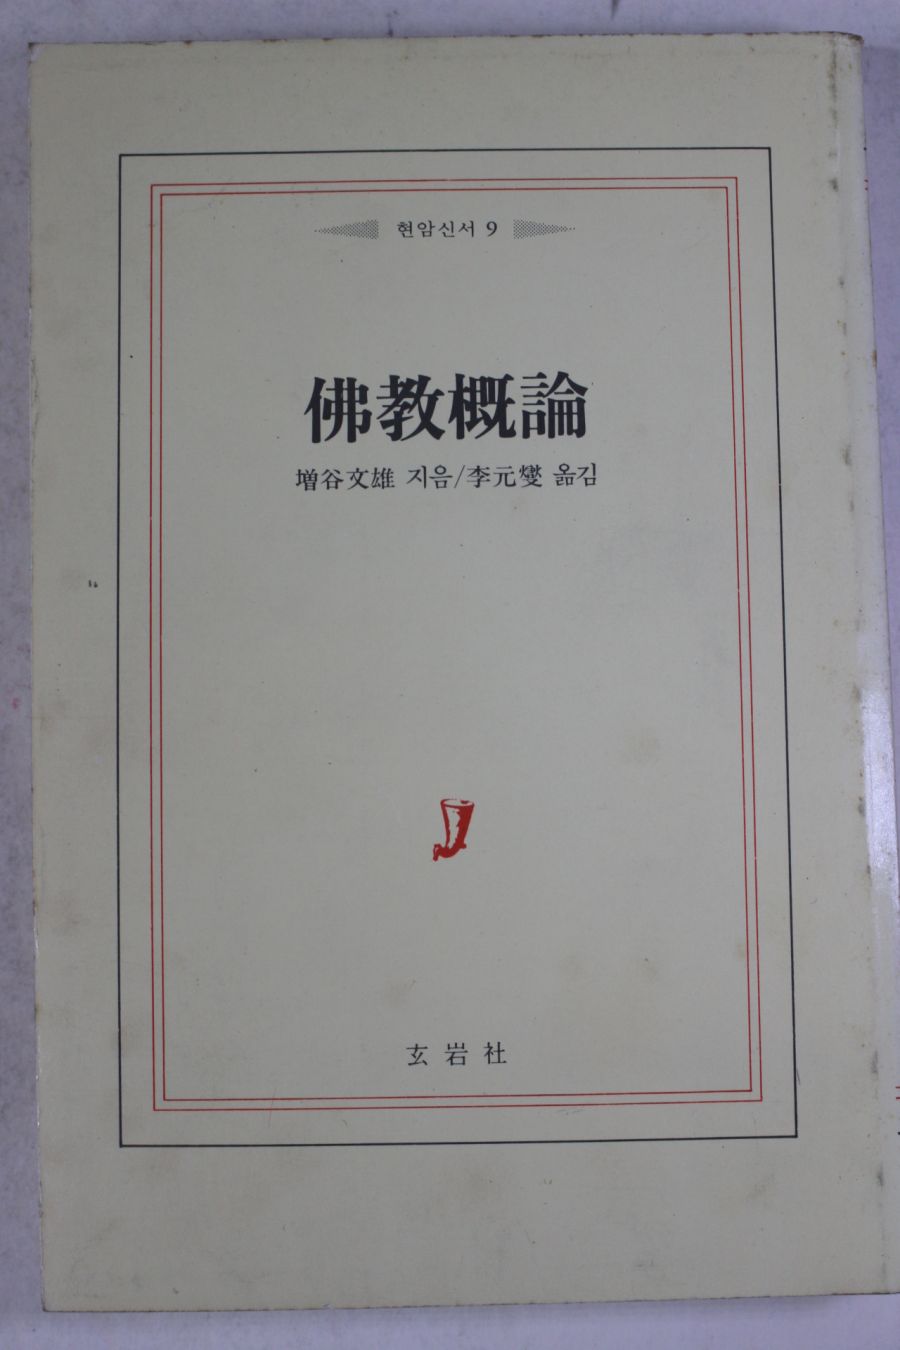 현암신서 9
佛教概論
増谷文雄 지음/李元燮 옮김
玄岩社